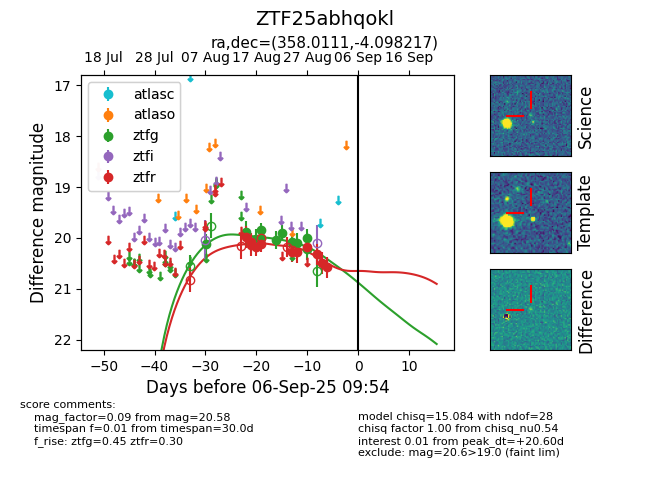 ZTF25abhqokl
ra,dec=(358.0111,-4.098217)
18 Jul 28 Jul 07 Aug 17 Aug 27 Aug 06 Sep 16 Sep
17
18
19
20
21
22
Difference magnitude
atlasc
atlaso
ztfg
ztfi
ztfr
−50 −40 −30 −20 −10 0 10
Days before 06-Sep-25 09:54
Science
Template
Difference
score comments:
mag_factor=0.09 from mag=20.58
timespan f=0.01 from timespan=30.0d
f_rise: ztfg=0.45 ztfr=0.30
model chisq=15.084 with ndof=28
chisq factor 1.00 from chisq_nu0.54
interest 0.01 from peak_dt=+20.60d
exclude: mag=20.6>19.0 (faint lim)